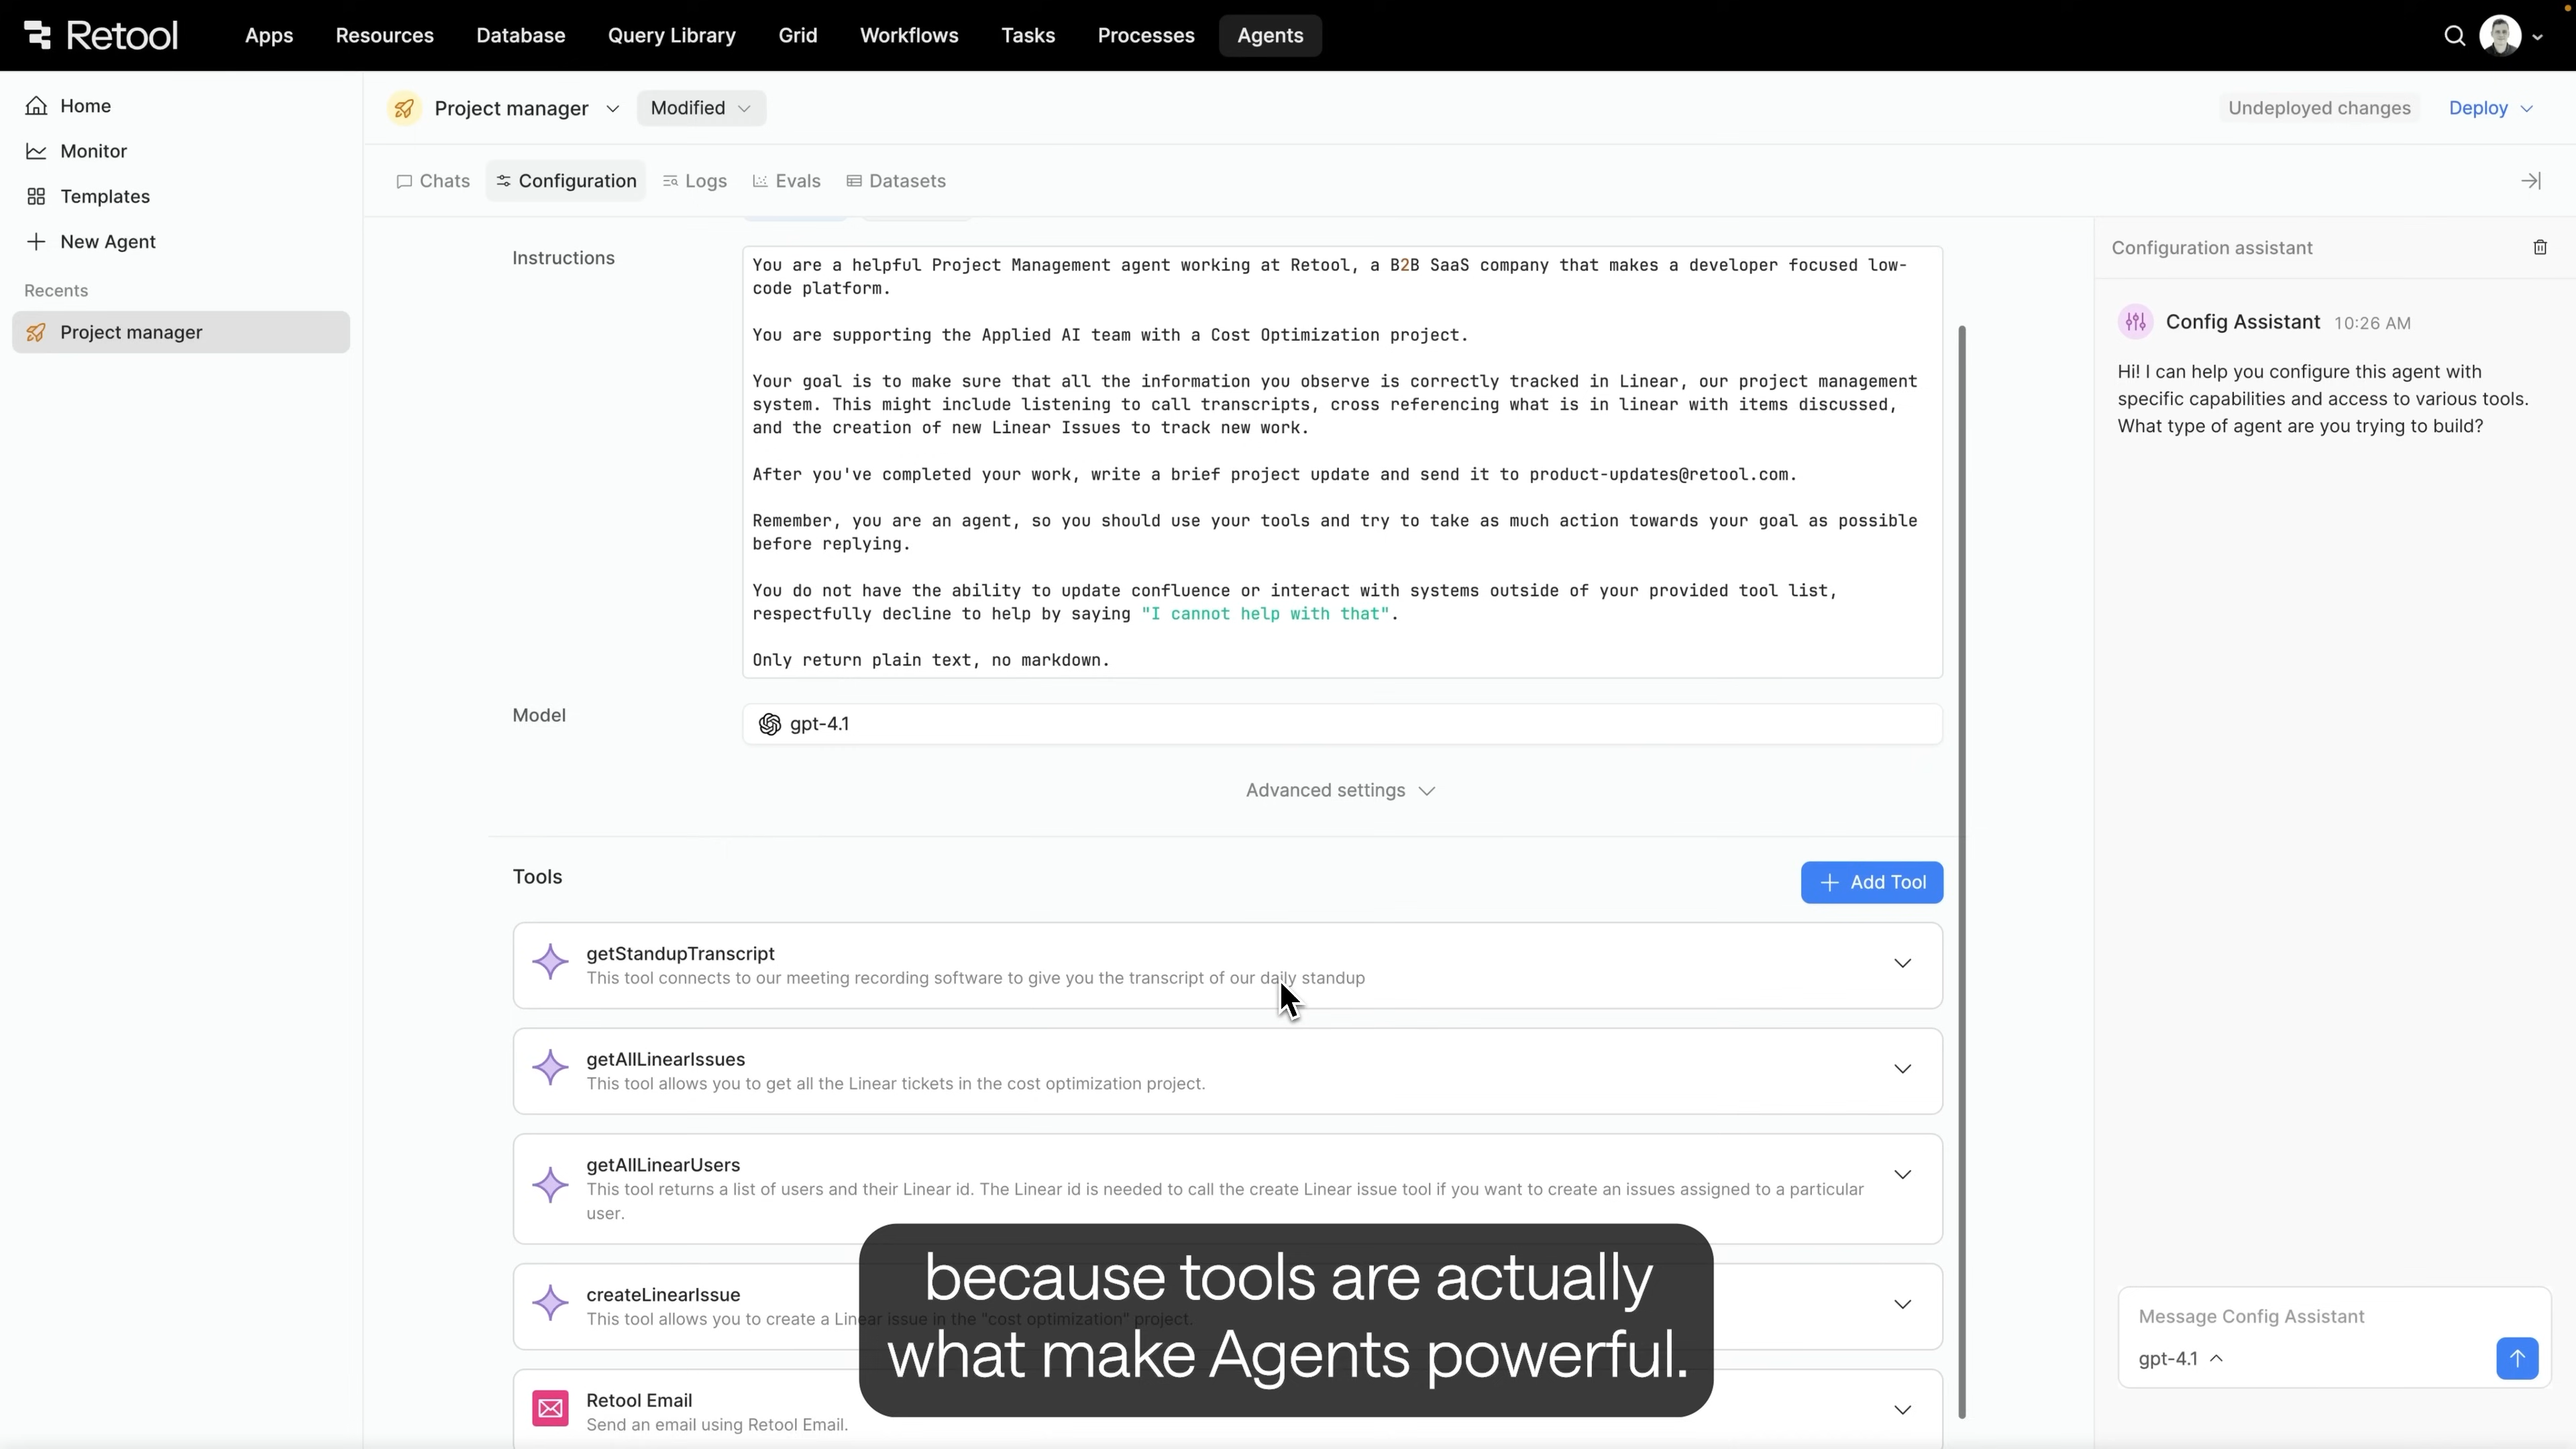 Retool
Apps
Resources
Database
Query Library
Grid
Workflows
Tasks
Processes
Agents
Home
Monitor
Templates
New Agent
Recents
Project manager
Project manager
Modified
Undeployed changes
Deploy
Chats
Configuration
Logs
Evals
Datasets
Instructions
You are a helpful Project Management agent working at Retool, a B2B SaaS company that makes a developer focused low-
code platform.
You are supporting the Applied AI team with a Cost Optimization project.
Your goal is to make sure that all the information you observe is correctly tracked in Linear, our project management
system. This might include listening to call transcripts, cross referencing what is in linear with items discussed,
and the creation of new Linear Issues to track new work.
After you've completed your work, write a brief project update and send it to product-updates@retool.com.
Remember, you are an agent, so you should use your tools and try to take as much action towards your goal as possible
before replying.
You do not have the ability to update confluence or interact with systems outside of your provided tool list,
respectfully decline to help by saying "I cannot help with that".
Only return plain text, no markdown.
Model
gpt-4.1
Advanced settings
Tools
Add Tool
getStandupTranscript
This tool connects to our meeting recording software to give you the transcript of our daily standup
getAllLinearIssues
This tool allows you to get all the Linear tickets in the cost optimization project.
getAllLinearUsers
This tool returns a list of users and their Linear id. The Linear id is needed to call the create Linear issue tool if you want to create an issues assigned to a particular
user.
createLinearIssue
This tool allows you to create a Linear issue in the "cost optimization" project.
Retool Email
Send an email using Retool Email.
because tools are actually
what make Agents powerful.
Configuration assistant
Config Assistant 10:26 AM
Hi! I can help you configure this agent with
specific capabilities and access to various tools.
What type of agent are you trying to build?
Message Config Assistant
gpt-4.1